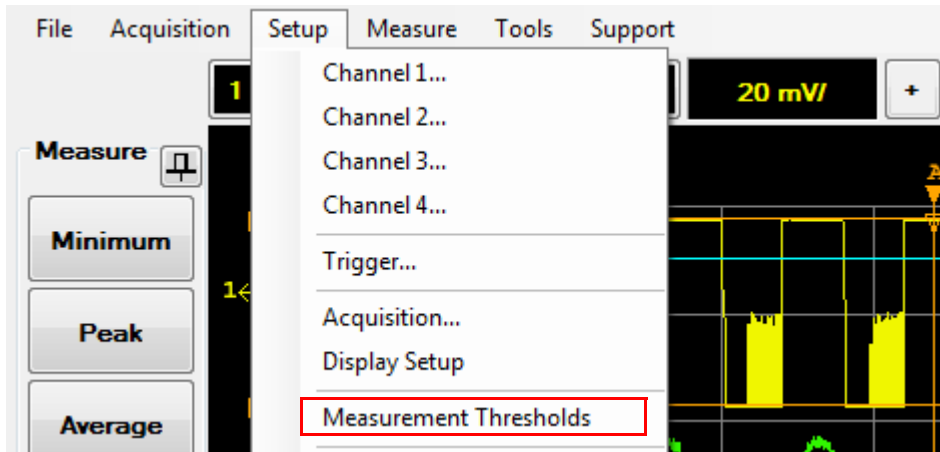 File Acquisition Setup Measure Tools Support
1 20 mV/ +
Channel 1...
Channel 2...
Channel 3...
Channel 4...
Trigger...
Acquisition...
Display Setup
Measurement Thresholds
Measure
Minimum
Peak
Average
1
A